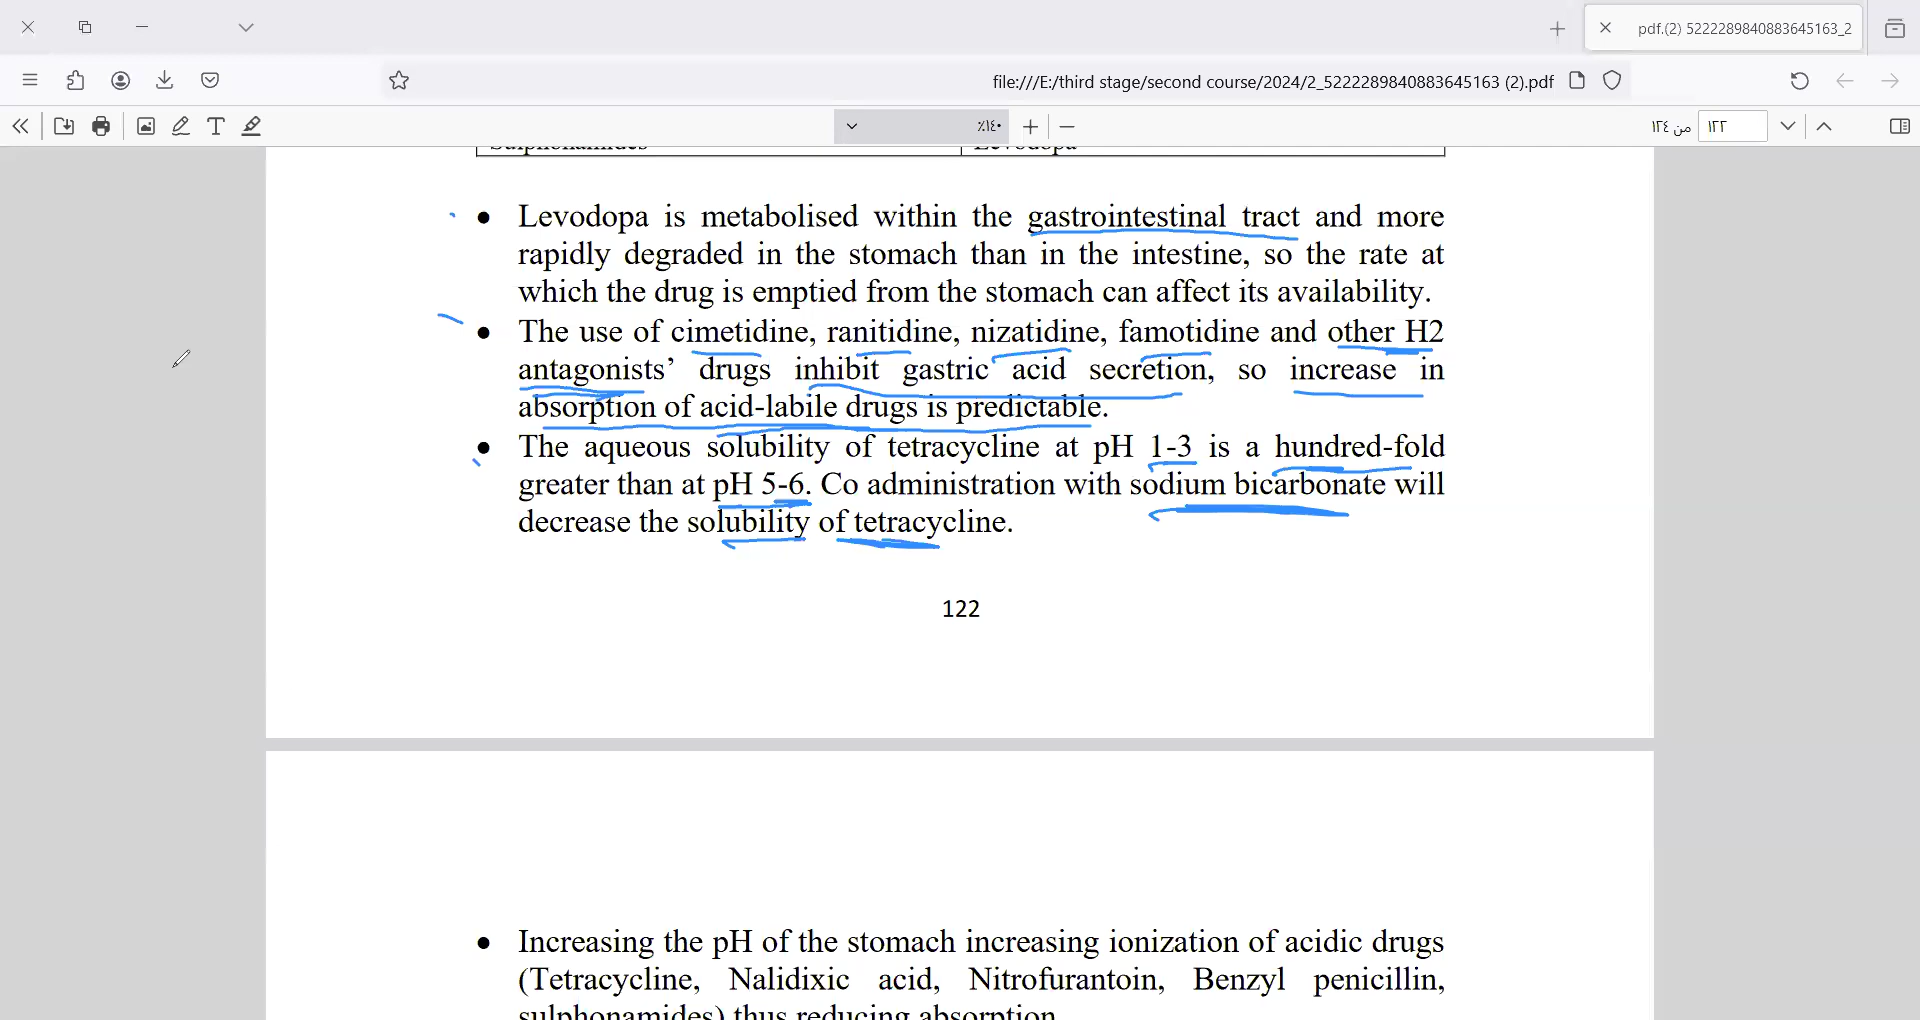 pdf.(2) 5222289840883645163_2
file:///E:/third stage/second course/2024/2_5222289840883645163 (2).pdf
٪١٤٠
١٢٢
من ١٢٤
Sulphonamides Levodopa
• Levodopa is metabolised within the gastrointestinal tract and more
rapidly degraded in the stomach than in the intestine, so the rate at
which the drug is emptied from the stomach can affect its availability.
• The use of cimetidine, ranitidine, nizatidine, famotidine and other H2
antagonists’ drugs inhibit gastric acid secretion, so increase in
absorption of acid-labile drugs is predictable.
• The aqueous solubility of tetracycline at pH 1-3 is a hundred-fold
greater than at pH 5-6. Co administration with sodium bicarbonate will
decrease the solubility of tetracycline.
122
• Increasing the pH of the stomach increasing ionization of acidic drugs
(Tetracycline, Nalidixic acid, Nitrofurantoin, Benzyl penicillin,
sulphonamides) thus reducing absorption